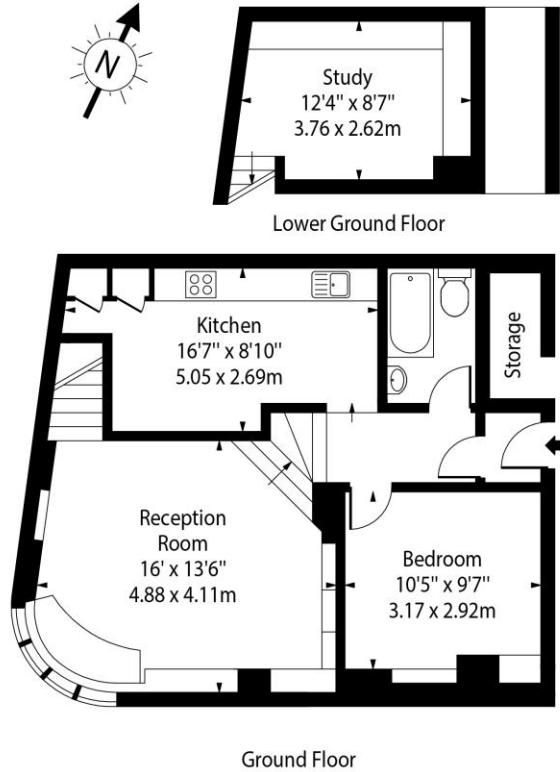 N
Study
12'4" x 8'7"
3.76 x 2.62m
Lower Ground Floor
Kitchen
16'7" x 8'10"
5.05 x 2.69m
Storage
Reception
Room
16' x 13'6"
4.88 x 4.11m
Bedroom
10'5" x 9'7"
3.17 x 2.92m
Ground Floor